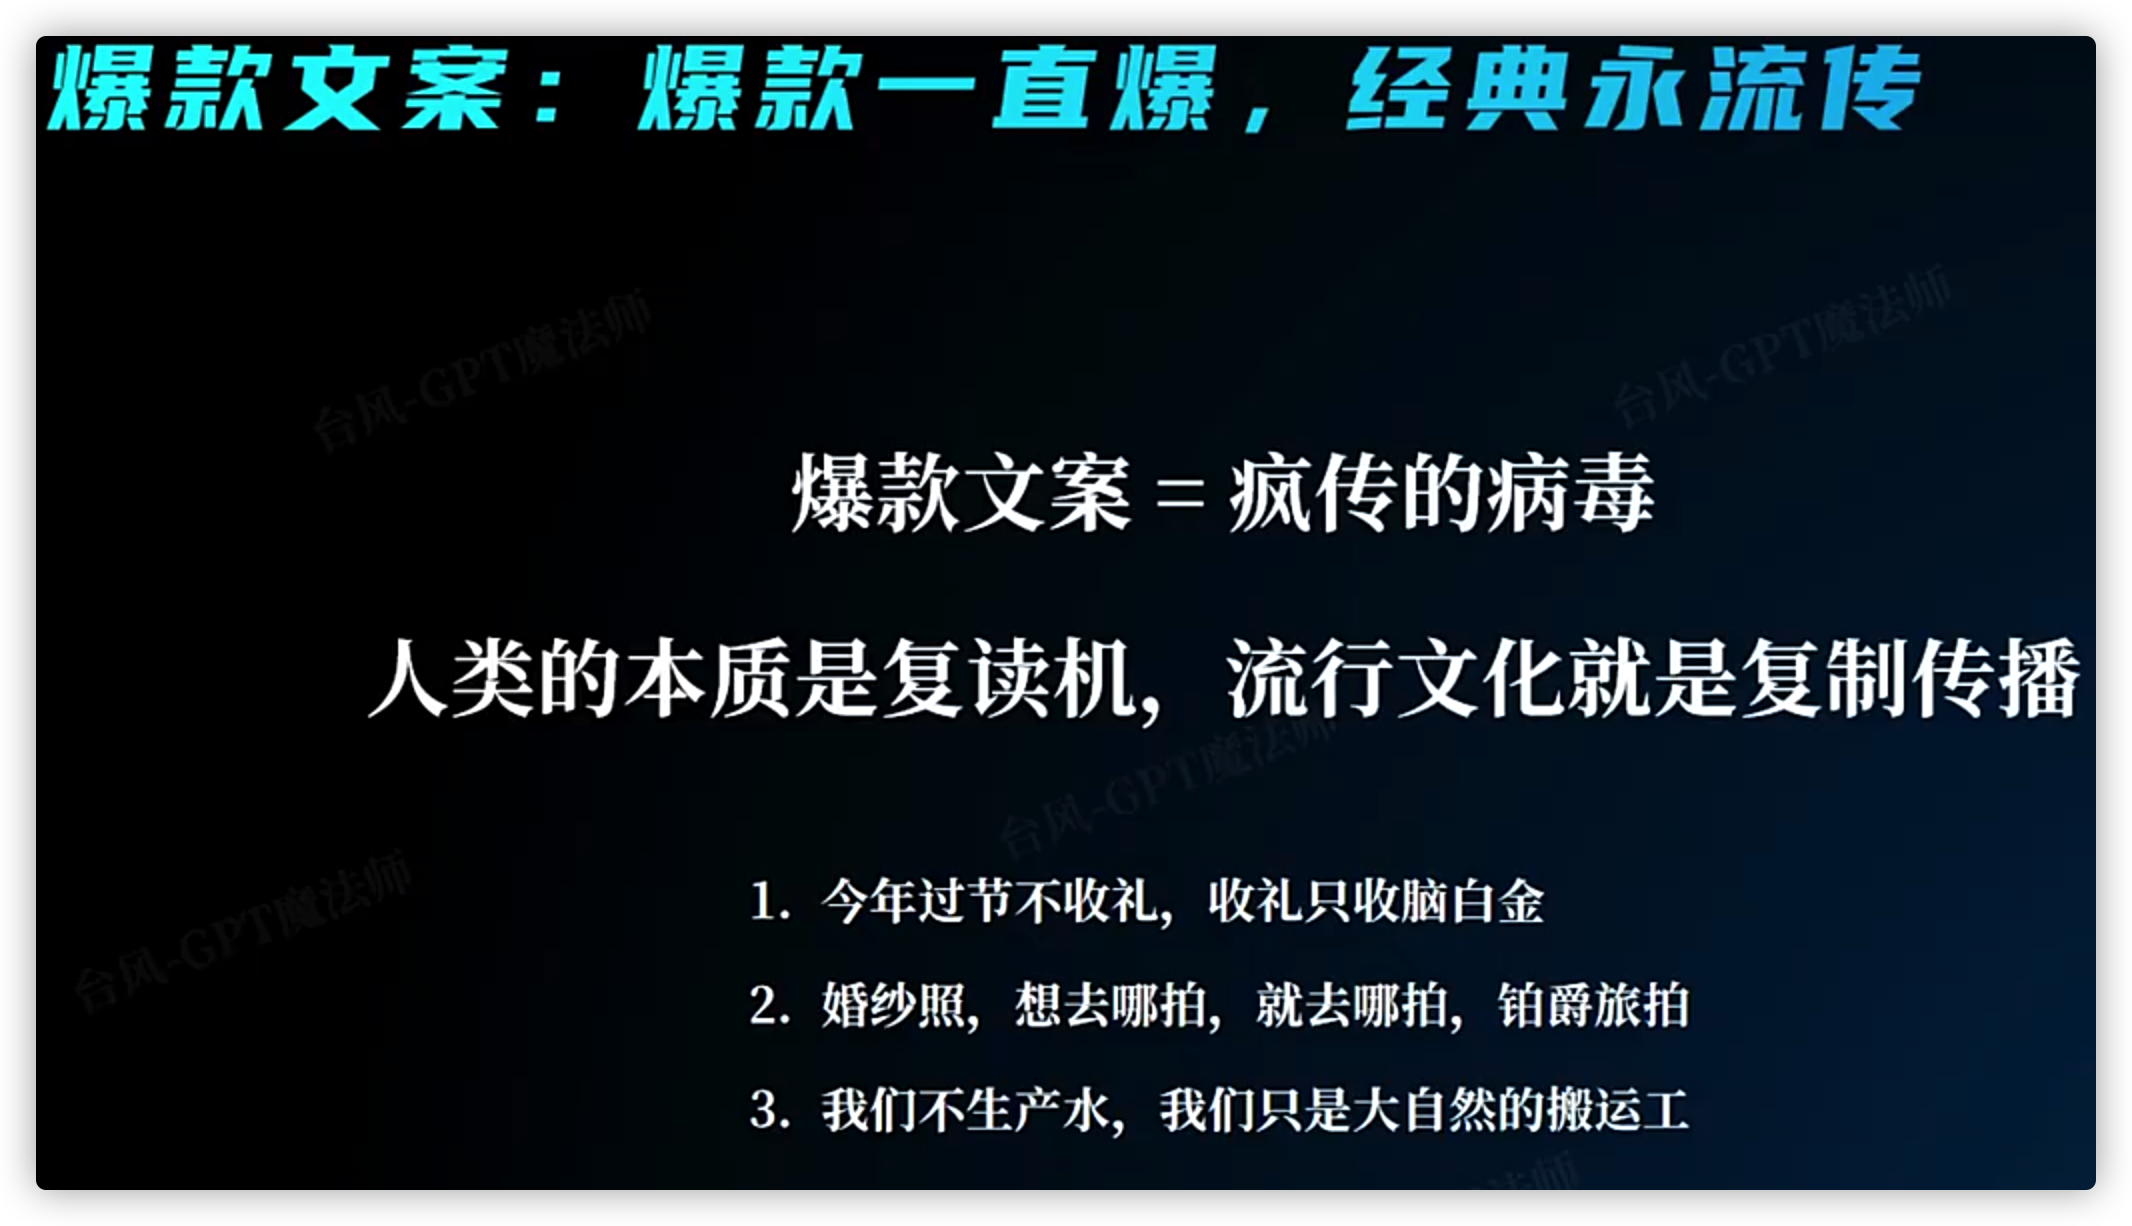 爆款文案：爆款一直爆，经典永流传
台风-GPT魔法师
台风-GPT魔法师
爆款文案 = 疯传的病毒
人类的本质是复读机，流行文化就是复制传播
台风-GPT魔法师
台风-GPT魔法师
1. 今年过节不收礼，收礼只收脑白金
2. 婚纱照，想去哪拍，就去哪拍，铂爵旅拍
3. 我们不生产水，我们只是大自然的搬运工
法师